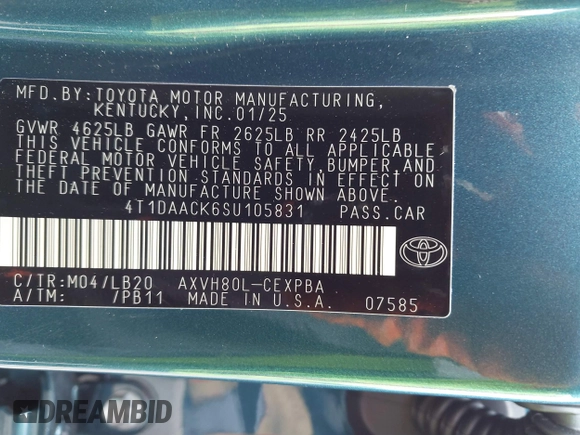 MFD.BY:TOYOTA MOTOR MANUFACTURING,
KENTUCKY,INC.01/25
GVWR 4625LB GAWR FR 2625LB RR 2425LB
THIS VEHICLE CONFORMS TO ALL APPLICABLE
FEDERAL MOTOR VEHICLE SAFETY,BUMPER,AND
THEFT PREVENTION STANDARDS IN EFFECT ON
THE DATE OF MANUFACTURE SHOWN ABOVE.
4T1DAACK6SU105831 PASS.CAR
C/TR:M04/LB20 AXVH80L-CEXPBA
A/TM: /PB11 MADE IN U.S.A. 07585
DREAMBID